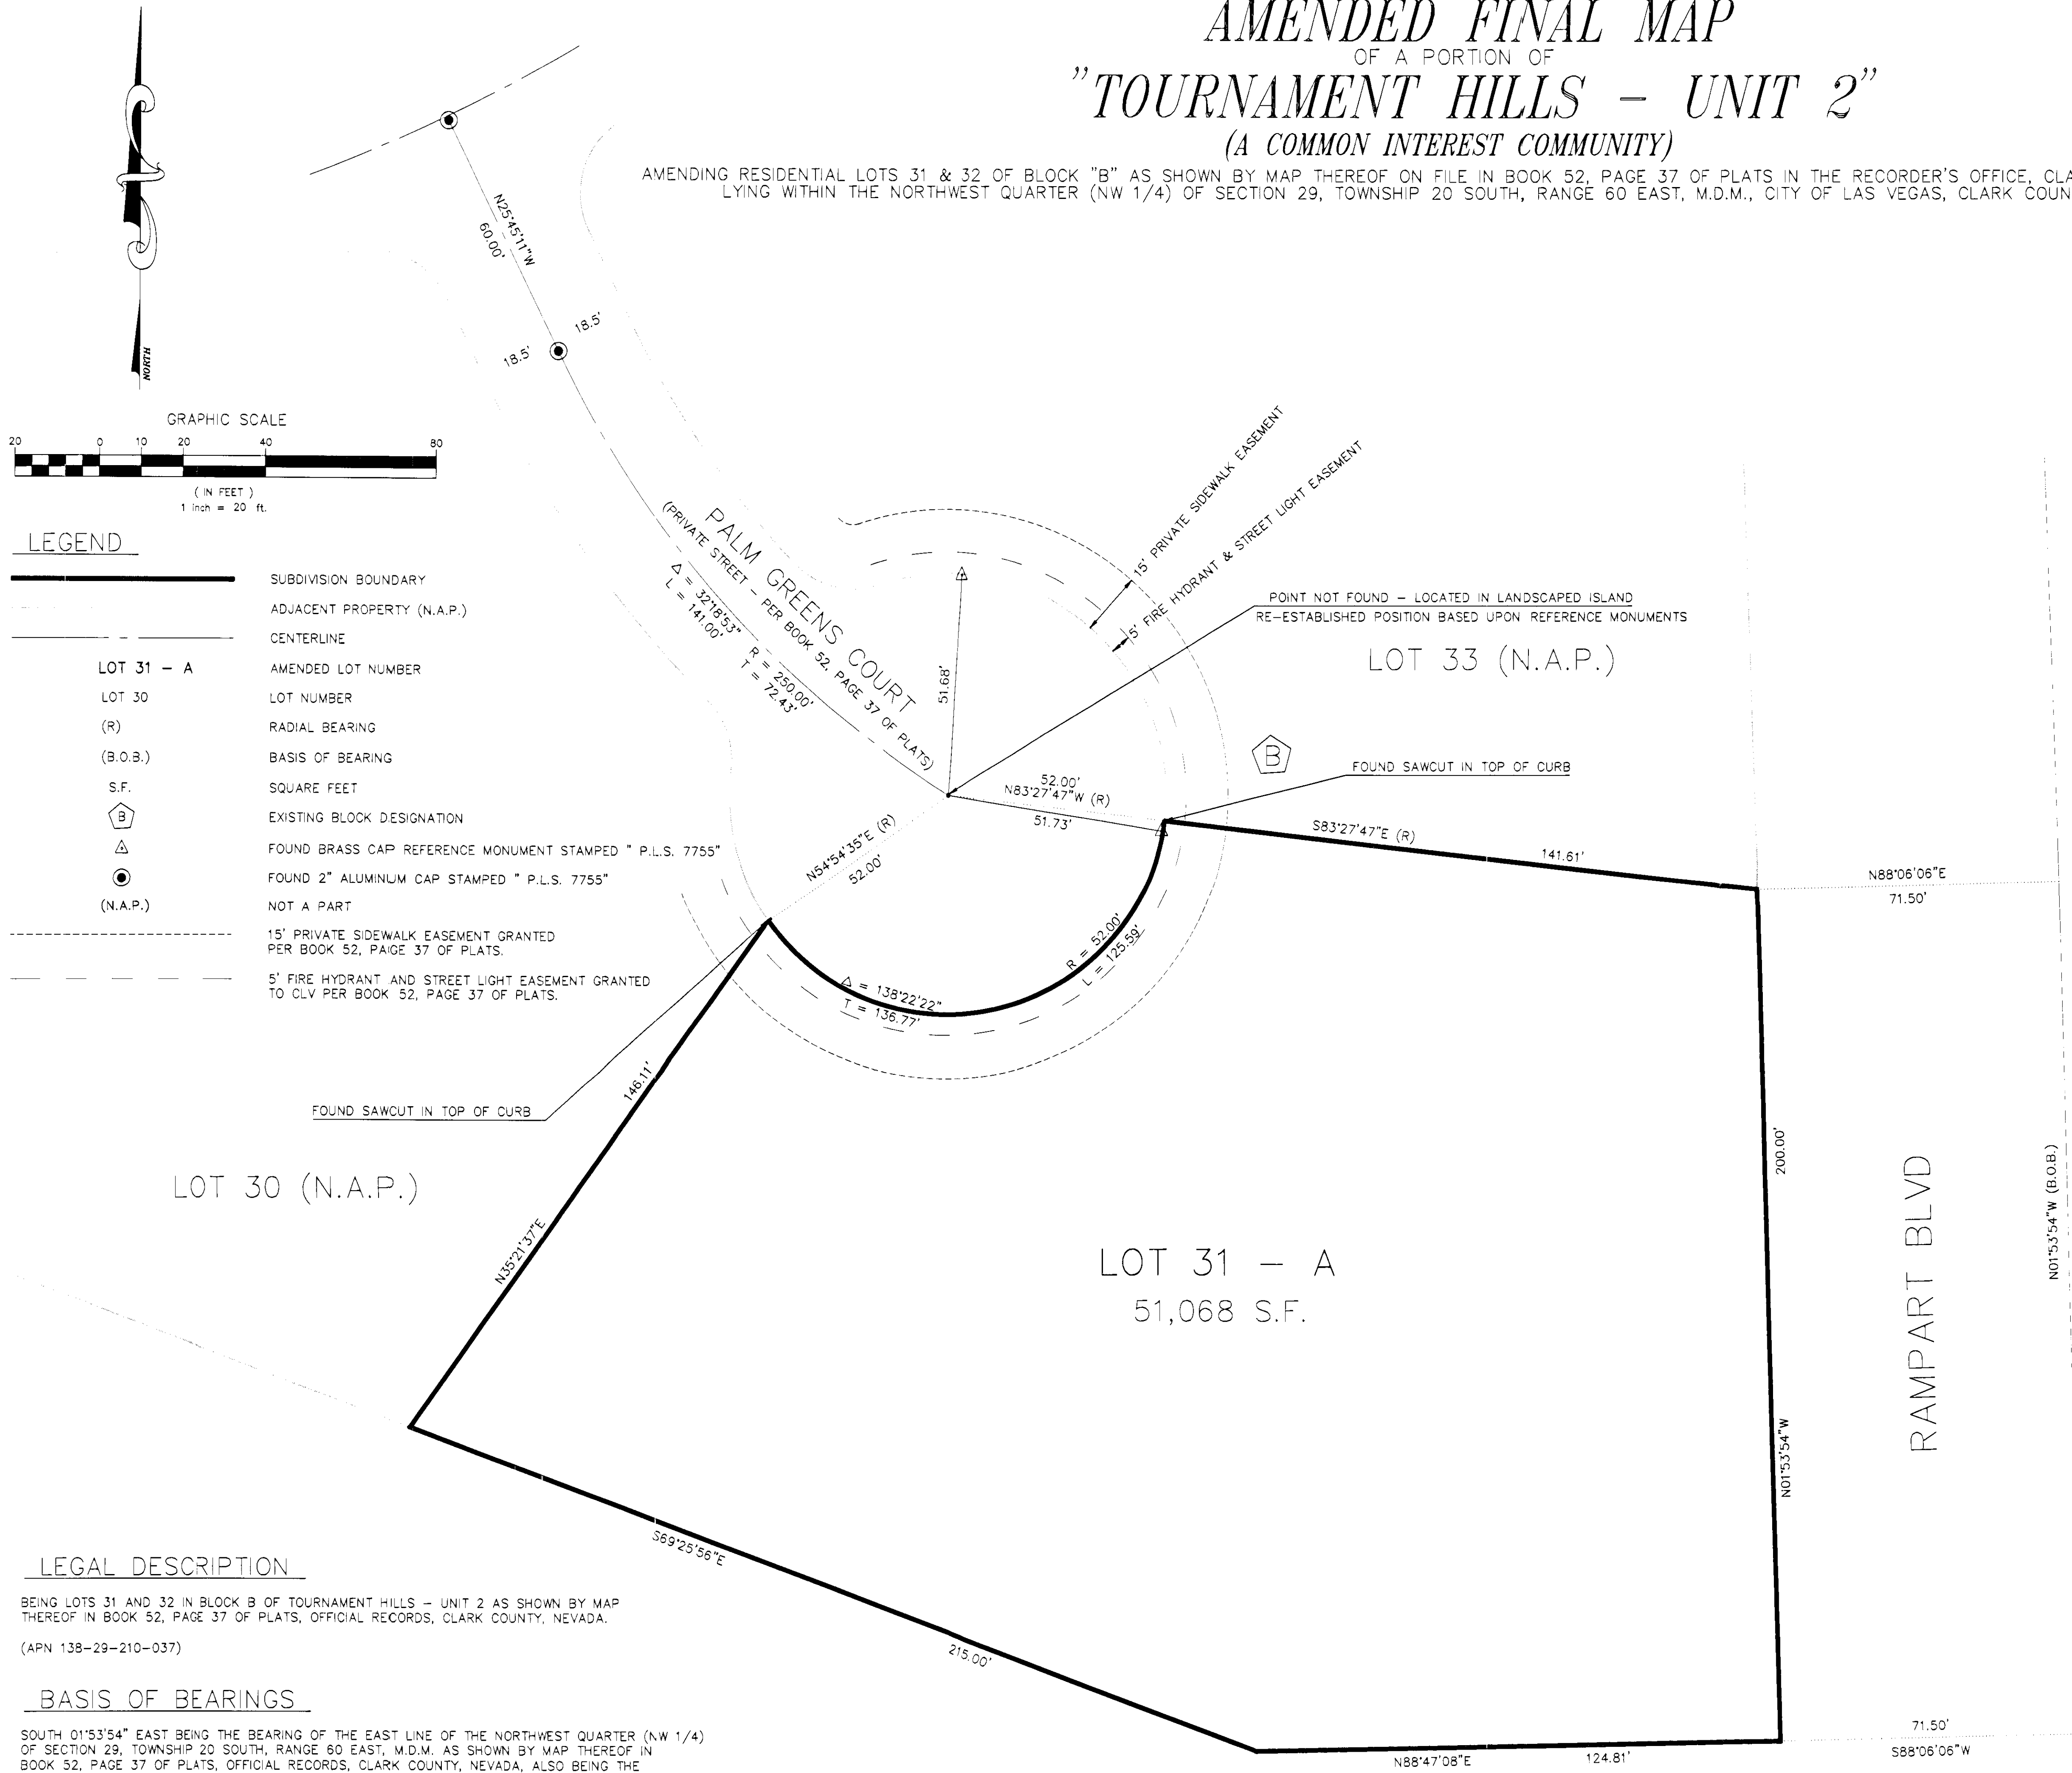 AMENDED FINAL MAP
OF A PORTION OF
"TOURNAMENT HILLS - UNIT 2"
(A COMMON INTEREST COMMUNITY)
AMENDING RESIDENTIAL LOTS 31 & 32 OF BLOCK "B" AS SHOWN BY MAP THEREOF ON FILE IN BOOK 52, PAGE 37 OF PLATS IN THE RECORDER'S OFFICE,
LYING WITHIN THE NORTHWEST QUARTER (NW 1/4) OF SECTION 29, TOWNSHIP 20 SOUTH, RANGE 60 EAST, M.D.M., CITY OF LAS VEGAS, CLARK
NORTH
GRAPHIC SCALE
20 0 10 20 40 80
( IN FEET )
1 inch = 20 ft.
LEGEND
SUBDIVISION BOUNDARY
ADJACENT PROPERTY (N.A.P.)
CENTERLINE
LOT 31 - A AMENDED LOT NUMBER
LOT 30 LOT NUMBER
(R) RADIAL BEARING
(B.O.B.) BASIS OF BEARING
S.F. SQUARE FEET
B EXISTING BLOCK DESIGNATION
FOUND BRASS CAP REFERENCE MONUMENT STAMPED " P.L.S. 7755"
FOUND 2" ALUMINUM CAP STAMPED " P.L.S. 7755"
(N.A.P.) NOT A PART
15' PRIVATE SIDEWALK EASEMENT GRANTED
PER BOOK 52, PAGE 37 OF PLATS.
5' FIRE HYDRANT AND STREET LIGHT EASEMENT GRANTED
TO CLV PER BOOK 52, PAGE 37 OF PLATS.
N25°45'11"W
60.00'
18.5'
18.5'
PALM GREENS COURT
(PRIVATE STREET - PER BOOK 52, PAGE 37 OF PLATS)
Δ = 32°18'53" R = 250.00'
L = 141.00' T = 72.43'
15' PRIVATE SIDEWALK EASEMENT
5' FIRE HYDRANT & STREET LIGHT EASEMENT
POINT NOT FOUND - LOCATED IN LANDSCAPED ISLAND
RE-ESTABLISHED POSITION BASED UPON REFERENCE MONUMENTS
LOT 33 (N.A.P.)
51.68'
B
FOUND SAWCUT IN TOP OF CURB
52.00'
N83°27'47"W (R)
51.73'
S83°27'47"E (R)
141.61'
N88°06'06"E
71.50'
N54°54'35"E (R)
52.00'
R = 52.00'
L = 125.59'
Δ = 138°22'22"
T = 136.77'
146.11'
N35°21'37"E
FOUND SAWCUT IN TOP OF CURB
LOT 30 (N.A.P.)
LOT 31 - A
51,068 S.F.
200.00'
N01°53'54"W
RAMPART BLVD
N01°53'54"W (B.O.B.)
S69°25'56"E
215.00'
N88°47'08"E
124.81'
71.50'
S88°06'06"W
LEGAL DESCRIPTION
BEING LOTS 31 AND 32 IN BLOCK B OF TOURNAMENT HILLS - UNIT 2 AS SHOWN BY MAP
THEREOF IN BOOK 52, PAGE 37 OF PLATS, OFFICIAL RECORDS, CLARK COUNTY, NEVADA.
(APN 138-29-210-037)
BASIS OF BEARINGS
SOUTH 01°53'54" EAST BEING THE BEARING OF THE EAST LINE OF THE NORTHWEST QUARTER (NW 1/4)
OF SECTION 29, TOWNSHIP 20 SOUTH, RANGE 60 EAST, M.D.M. AS SHOWN BY MAP THEREOF IN
BOOK 52, PAGE 37 OF PLATS, OFFICIAL RECORDS, CLARK COUNTY, NEVADA, ALSO BEING THE